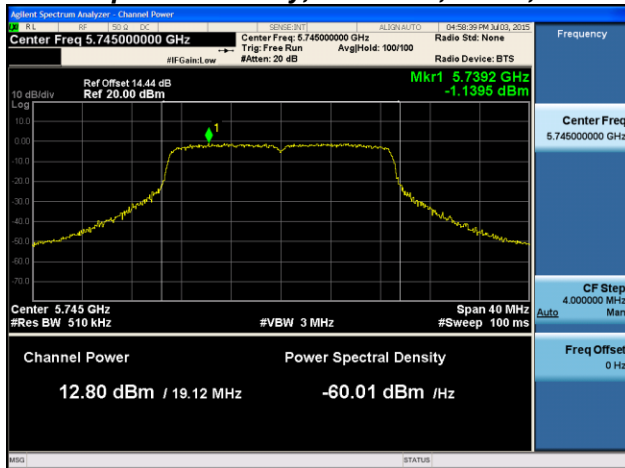 Agilent Spectrum Analyzer - Channel Power
RL RF 50 Ω DC SENSE:INT ALIGN AUTO 04:58:39 PM Jul 03, 2015
Center Freq 5.745000000 GHz
Center Freq: 5.745000000 GHz
Radio Std: None
Trig: Free Run Avg|Hold: 100/100
#IFGain:Low #Atten: 20 dB Radio Device: BTS
Frequency
Ref Offset 14.44 dB
Mkr1 5.7392 GHz
10 dB/div Ref 20.00 dBm -1.1395 dBm
Log
10.0
1
0.00
-10.0
-20.0
-30.0
-40.0
-50.0
-60.0
-70.0
Center Freq
5.745000000 GHz
Center 5.745 GHz Span 40 MHz
#Res BW 510 kHz #VBW 3 MHz #Sweep 100 ms
CF Step
4.000000 MHz
Auto Man
Channel Power Power Spectral Density
12.80 dBm / 19.12 MHz -60.01 dBm /Hz
Freq Offset
0 Hz
MSG STATUS